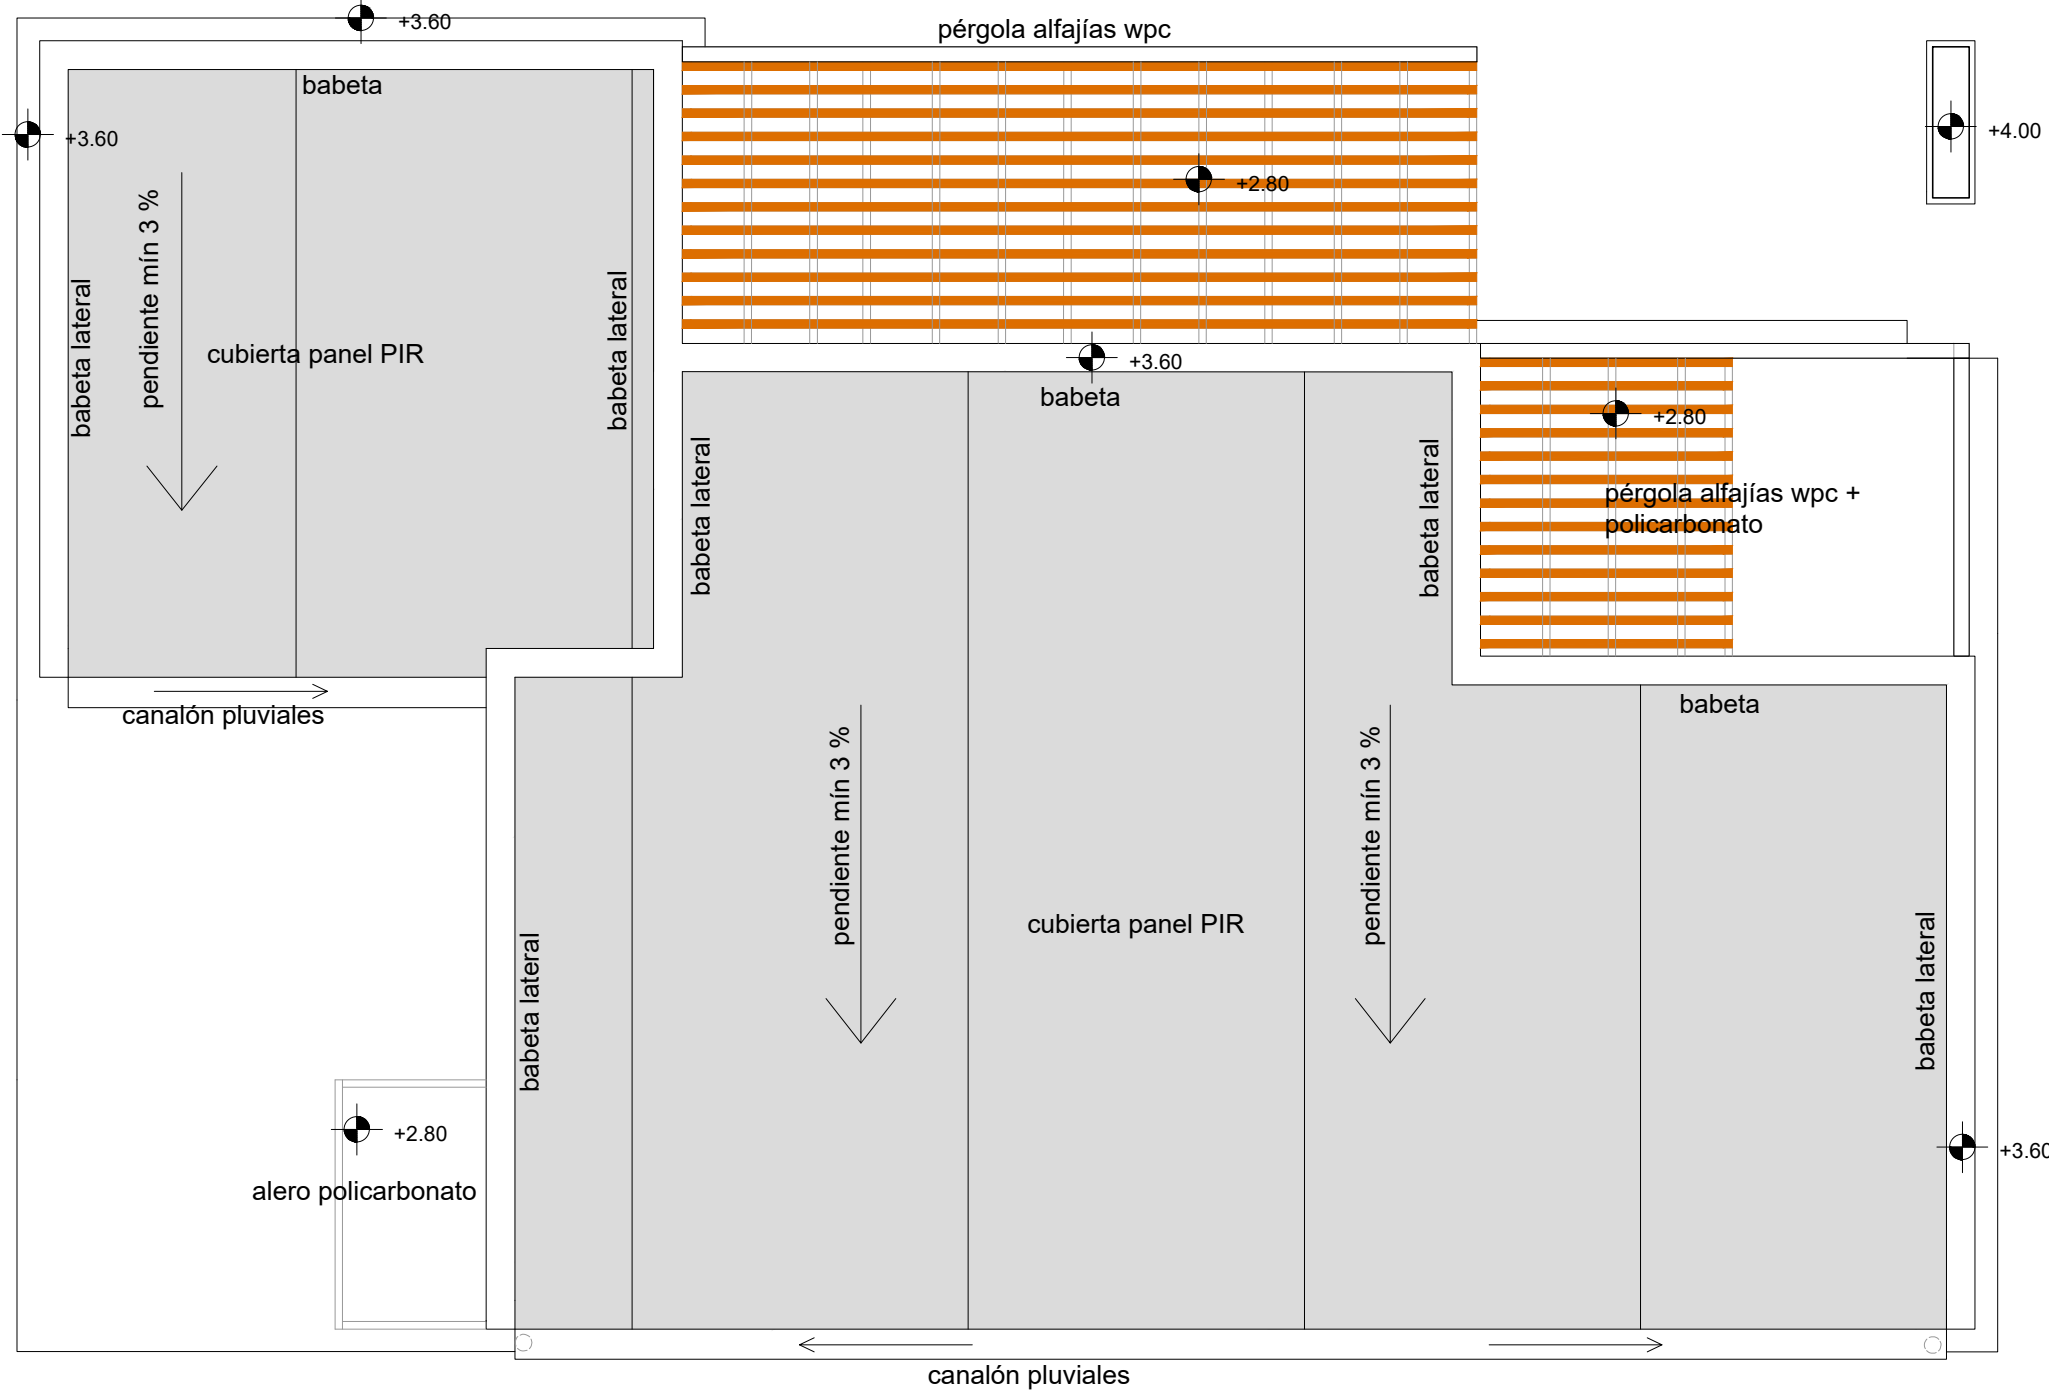 +3.60
pérgola alfajías wpc
babeta
+3.60
+4.00
+2.80
pendiente mín 3 %
babeta lateral
babeta lateral
cubierta panel PIR
+3.60
babeta
+2.80
babeta lateral
babeta lateral
pérgola alfajías wpc +
policarbonato
canalón pluviales
babeta
pendiente mín 3 %
pendiente mín 3 %
cubierta panel PIR
babeta lateral
babeta lateral
+2.80
+3.60
alero policarbonato
canalón pluviales